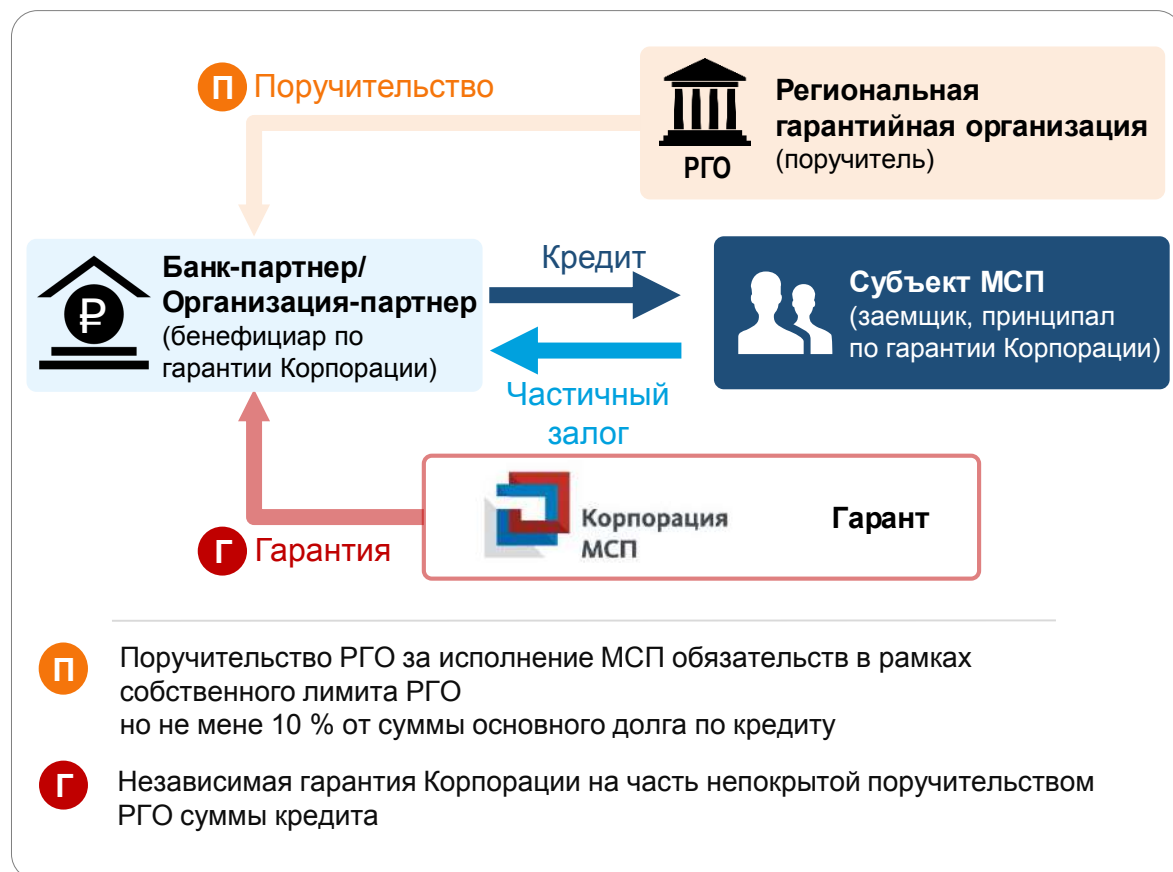 П Поручительство
РГО
Региональная
гарантийная организация
(поручитель)
₽
Банк-партнер/
Организация-партнер
(бенефициар по
гарантии Корпорации)
Кредит
Частичный
залог
Субъект МСП
(заемщик, принципал
по гарантии Корпорации)
Г Гарантия
Корпорация
МСП
Гарант
П
Поручительство РГО за исполнение МСП обязательств в рамках
собственного лимита РГО
но не мене 10 % от суммы основного долга по кредиту
Г
Независимая гарантия Корпорации на часть непокрытой поручительством
РГО суммы кредита